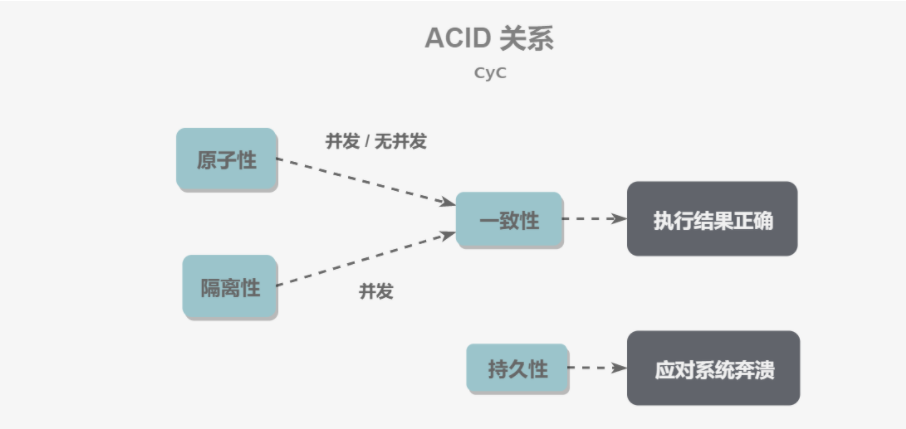 ACID 关系
CyC
原子性
并发 / 无并发
一致性
执行结果正确
隔离性
并发
持久性
应对系统奔溃